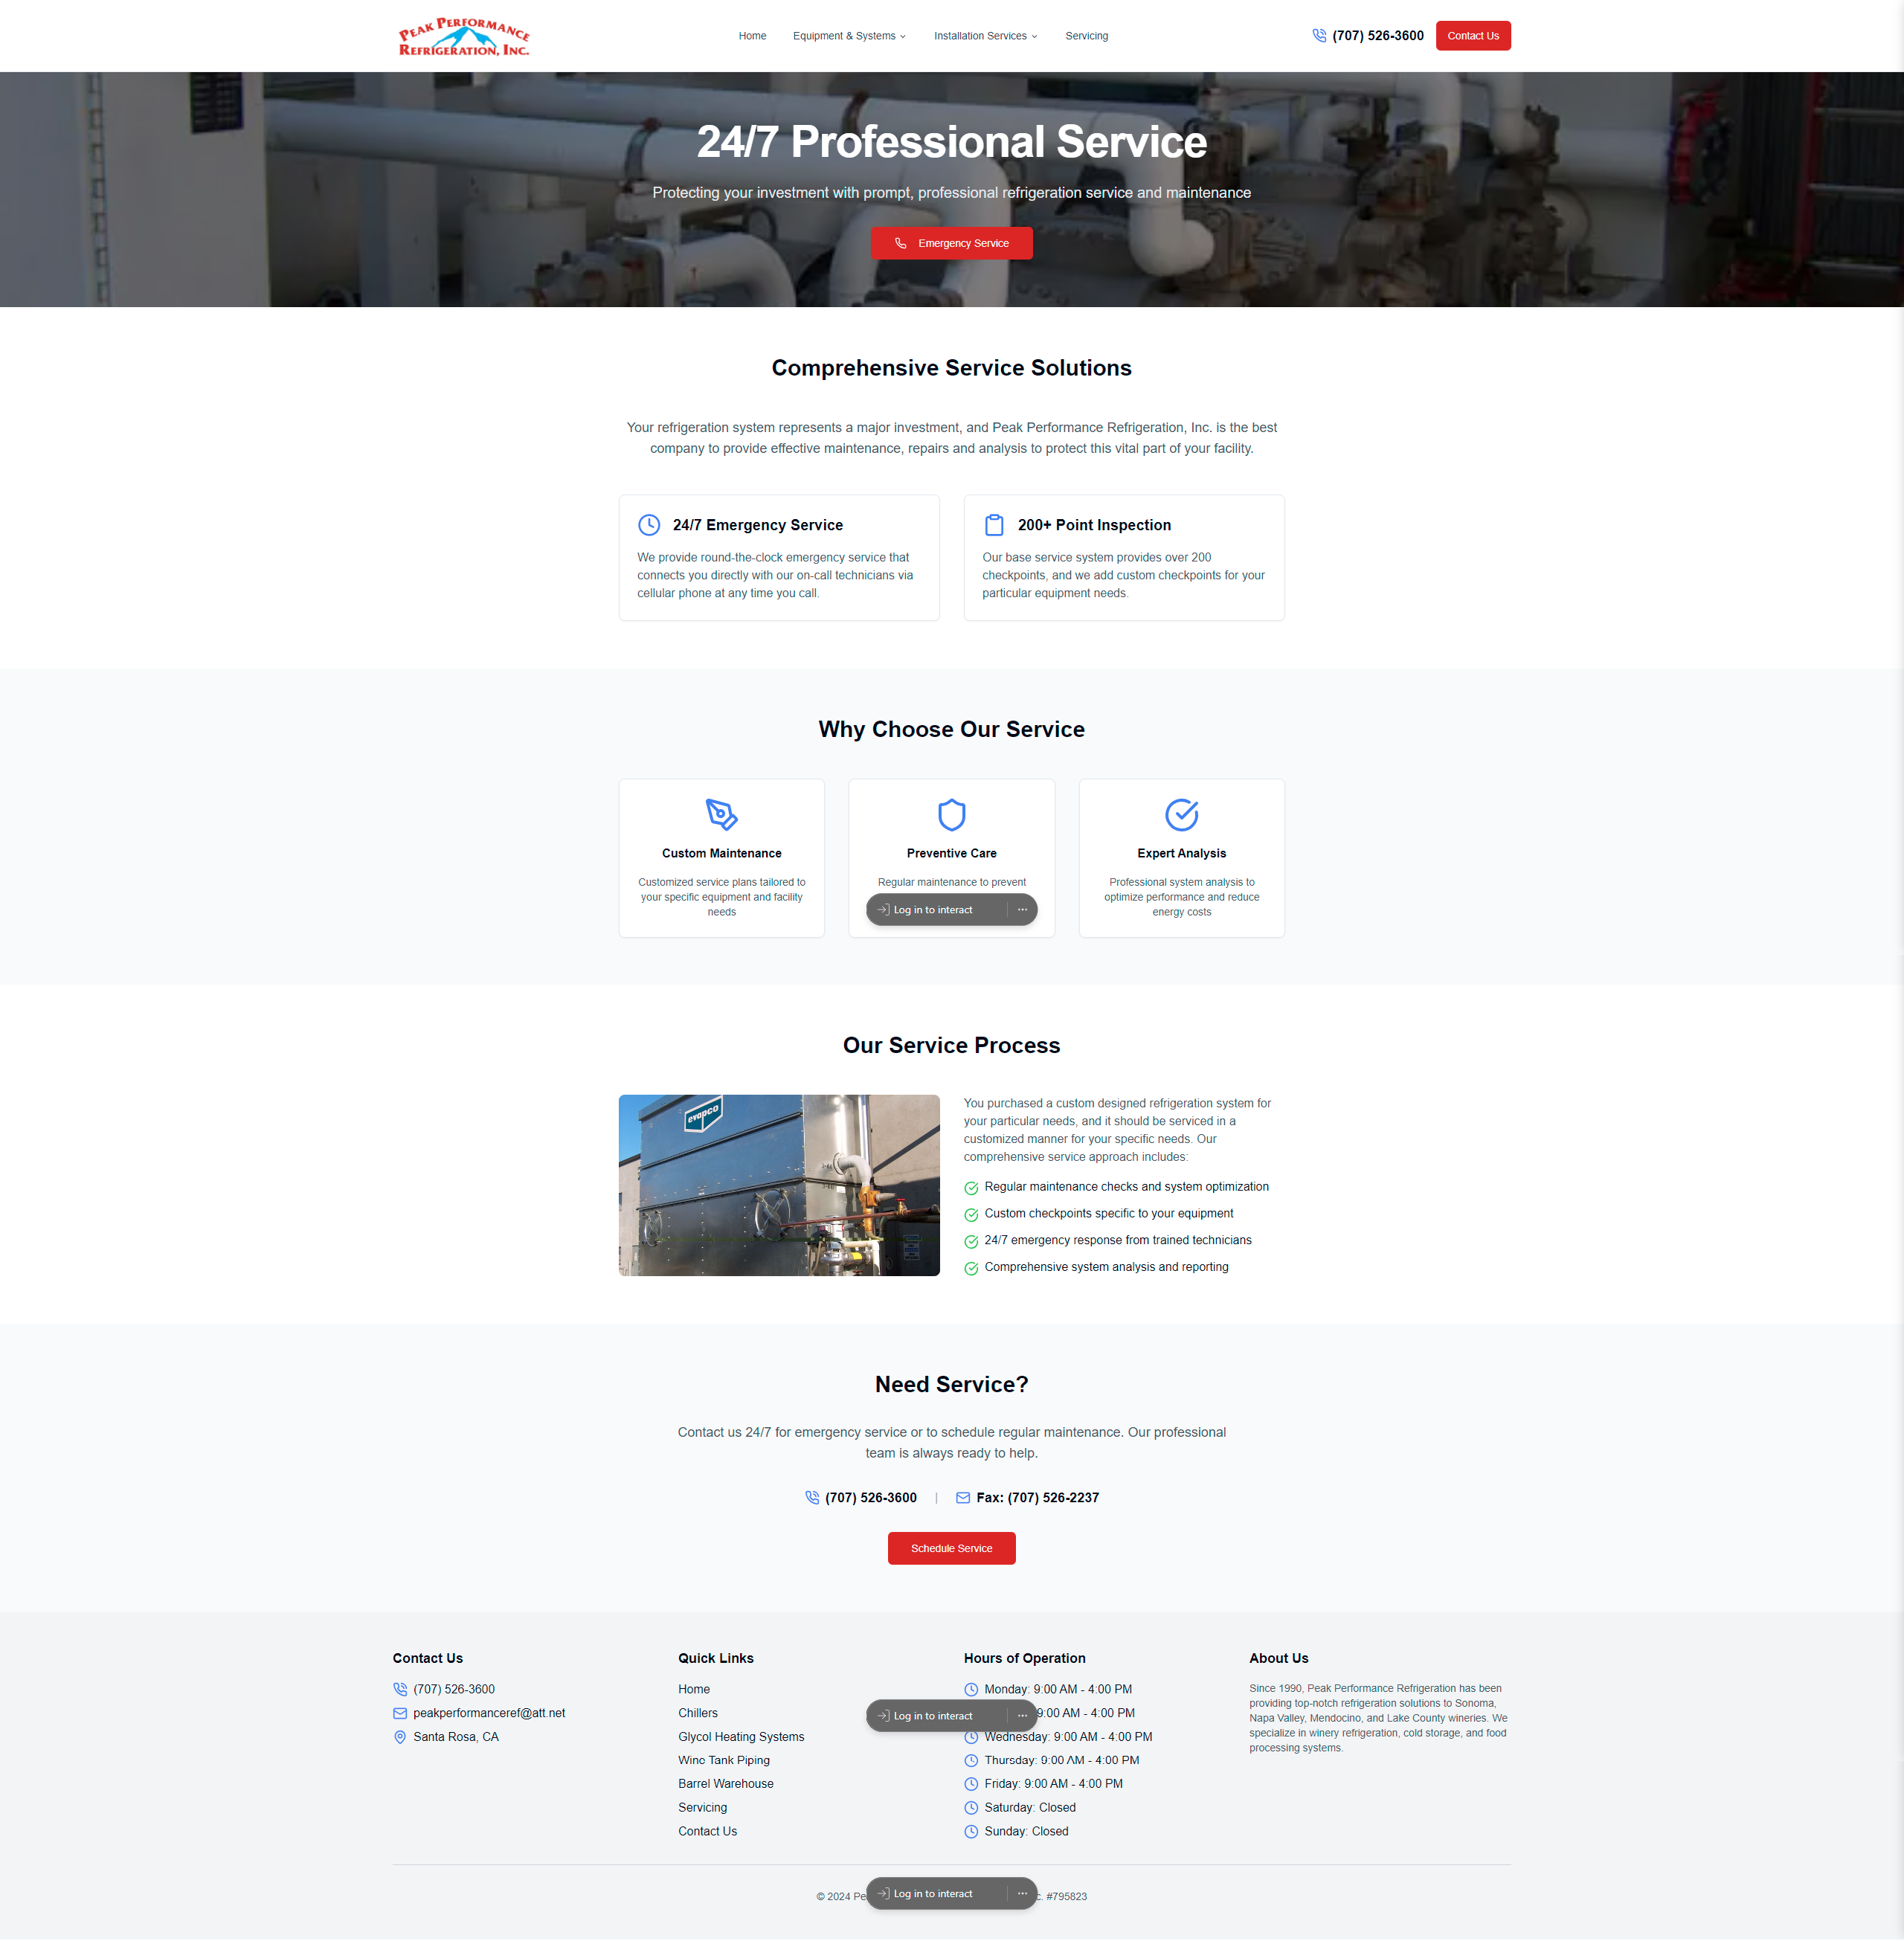 PEAK PERFORMANCE
REFRIGERATION, INC.
Home
Equipment & Systems
Installation Services
Servicing
(707) 526-3600
Contact Us
24/7 Professional Service
Protecting your investment with prompt, professional refrigeration service and maintenance
Emergency Service
Comprehensive Service Solutions
Your refrigeration system represents a major investment, and Peak Performance Refrigeration, Inc. is the best
company to provide effective maintenance, repairs and analysis to protect this vital part of your facility.
24/7 Emergency Service
We provide round-the-clock emergency service that
connects you directly with our on-call technicians via
cellular phone at any time you call.
200+ Point Inspection
Our base service system provides over 200
checkpoints, and we add custom checkpoints for your
particular equipment needs.
Why Choose Our Service
Custom Maintenance
Customized service plans tailored to
your specific equipment and facility
needs
Preventive Care
Regular maintenance to prevent
Log in to interact
Expert Analysis
Professional system analysis to
optimize performance and reduce
energy costs
Our Service Process
evapco
You purchased a custom designed refrigeration system for
your particular needs, and it should be serviced in a
customized manner for your specific needs. Our
comprehensive service approach includes:
Regular maintenance checks and system optimization
Custom checkpoints specific to your equipment
24/7 emergency response from trained technicians
Comprehensive system analysis and reporting
Need Service?
Contact us 24/7 for emergency service or to schedule regular maintenance. Our professional
team is always ready to help.
(707) 526-3600 | Fax: (707) 526-2237
Schedule Service
Contact Us
(707) 526-3600
peakperformanceref@att.net
Santa Rosa, CA
Quick Links
Home
Chillers
Glycol Heating Systems
Wine Tank Piping
Barrel Warehouse
Servicing
Contact Us
Hours of Operation
Monday: 9:00 AM - 4:00 PM
Log in to interact
9:00 AM - 4:00 PM
Wednesday: 9:00 AM - 4:00 PM
Thursday: 9:00 AM - 4:00 PM
Friday: 9:00 AM - 4:00 PM
Saturday: Closed
Sunday: Closed
About Us
Since 1990, Peak Performance Refrigeration has been
providing top-notch refrigeration solutions to Sonoma,
Napa Valley, Mendocino, and Lake County wineries. We
specialize in winery refrigeration, cold storage, and food
processing systems.
© 2024
Log in to interact
#795823